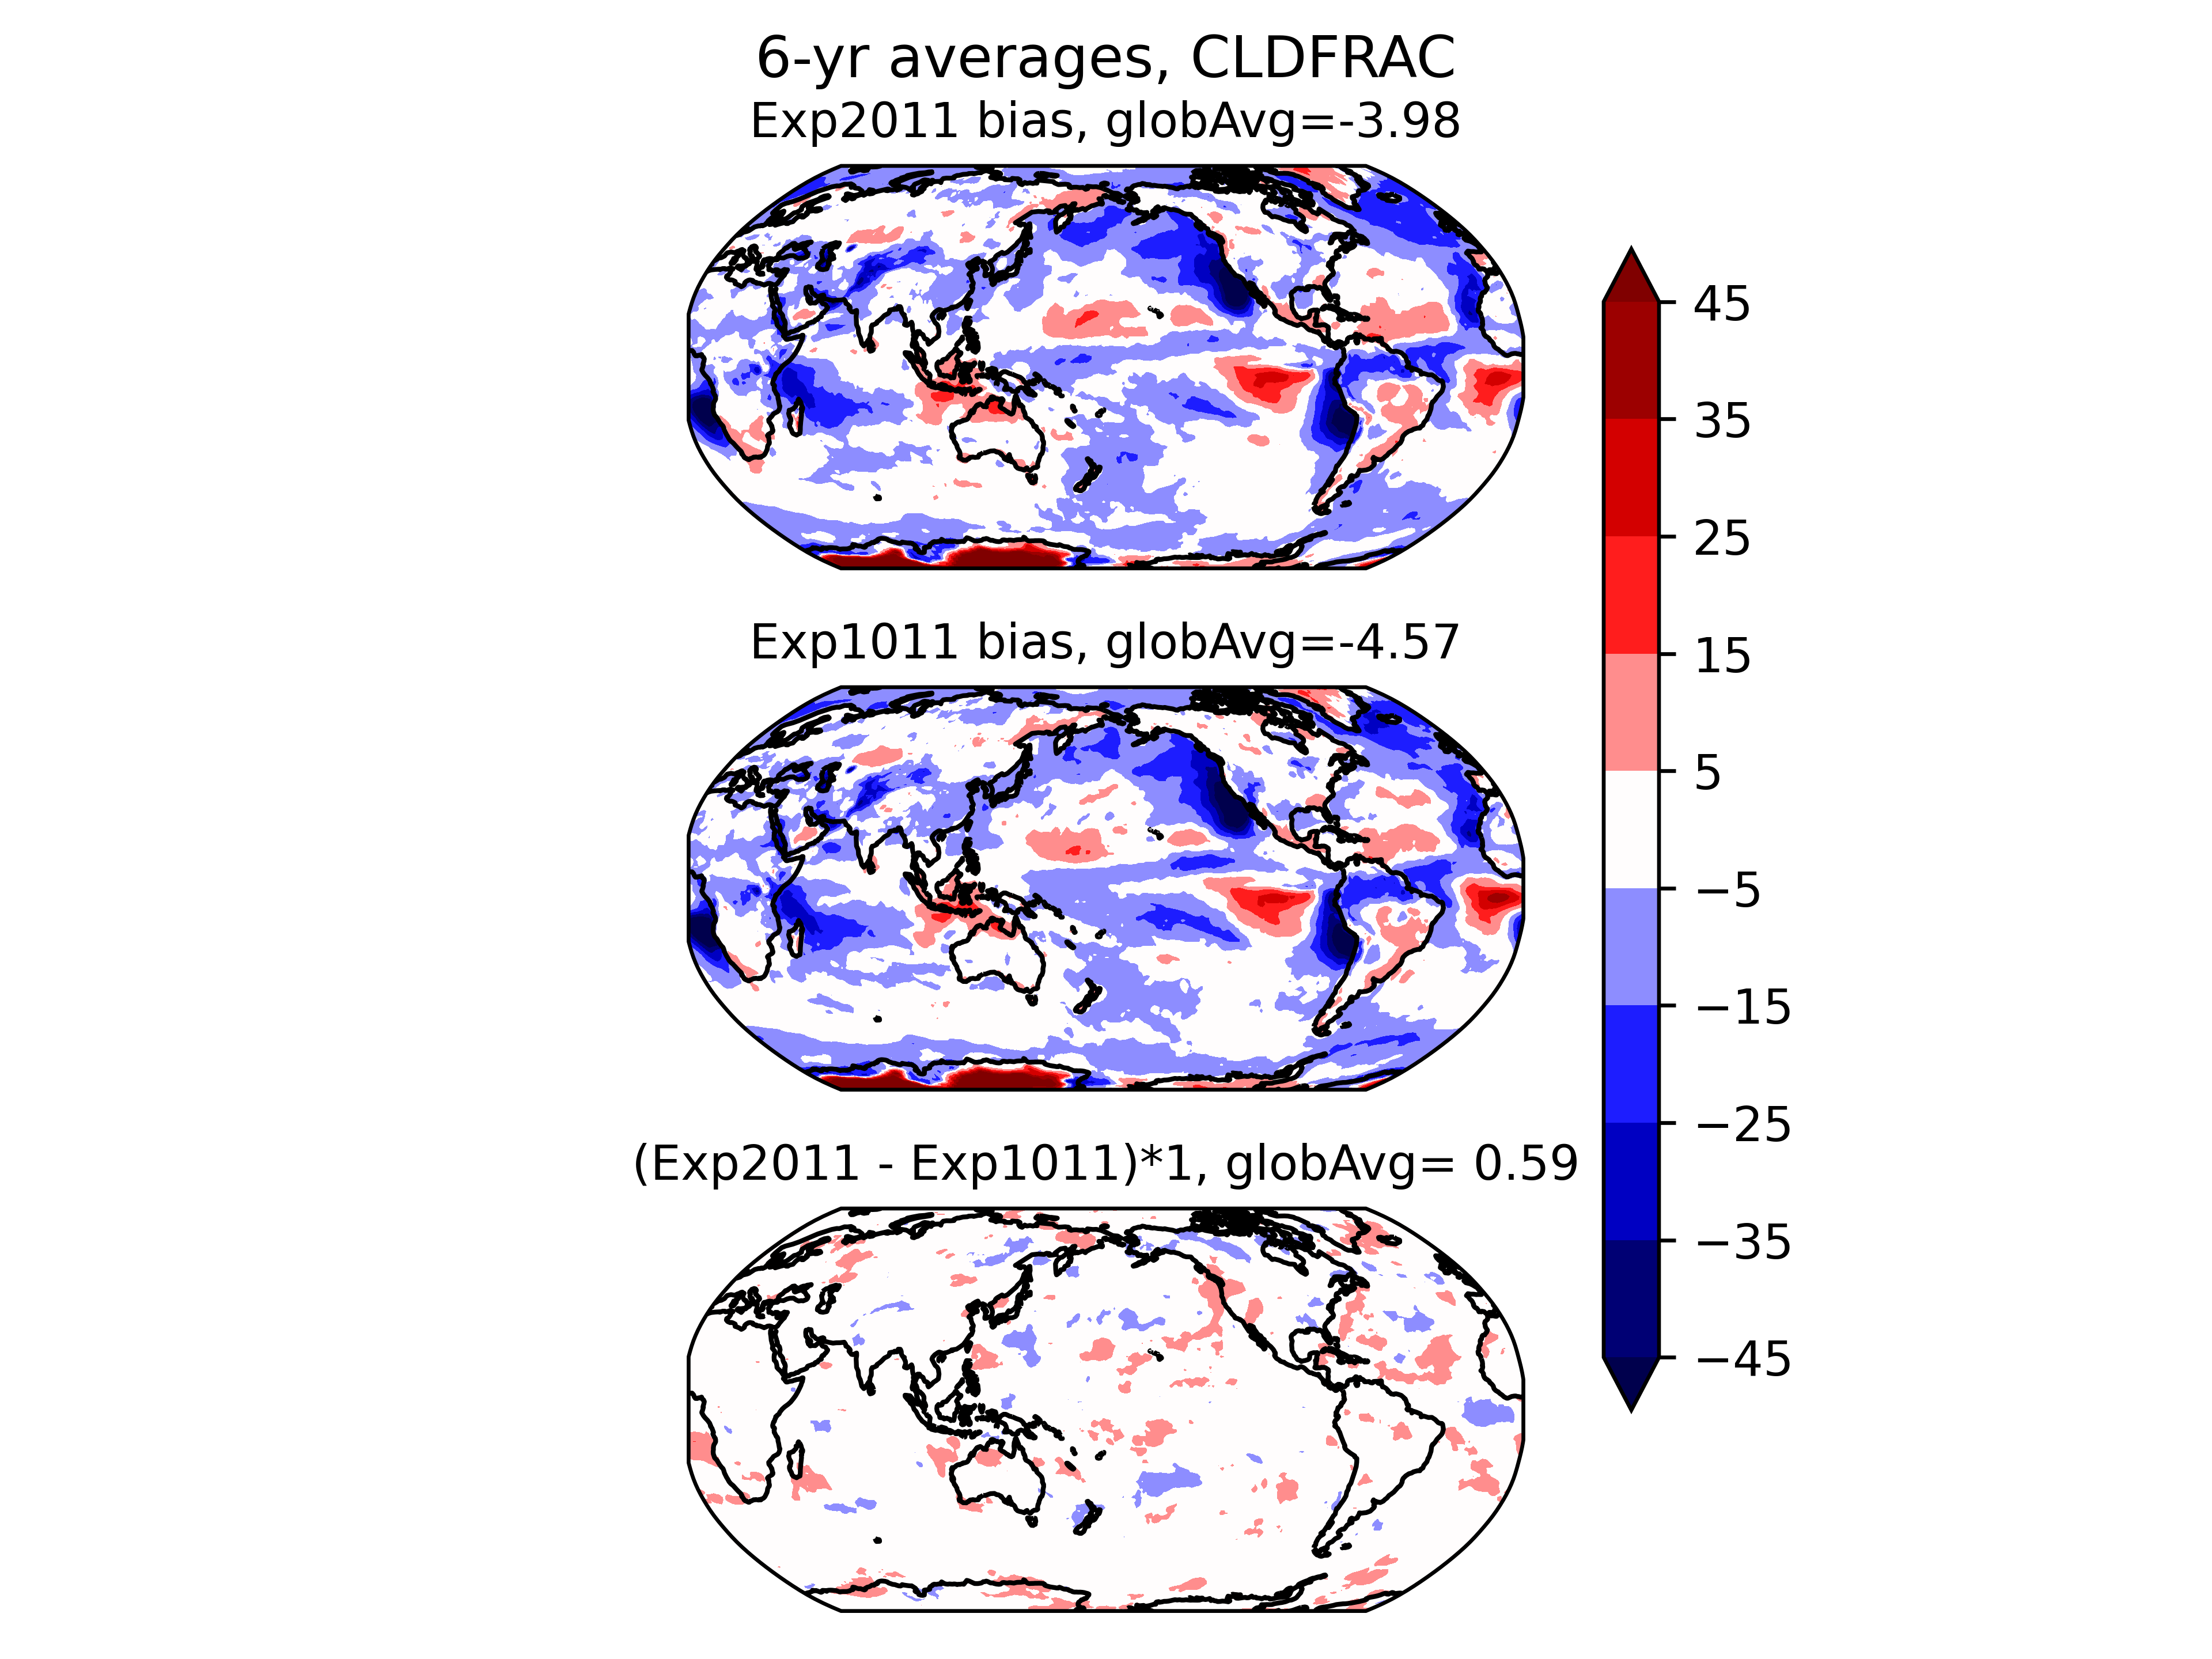 6-yr averages, CLDFRAC
Exp2011 bias, globAvg=-3.98
Exp1011 bias, globAvg=-4.57
(Exp2011 - Exp1011)*1, globAvg= 0.59
45
35
25
15
5
−5
−15
−25
−35
−45